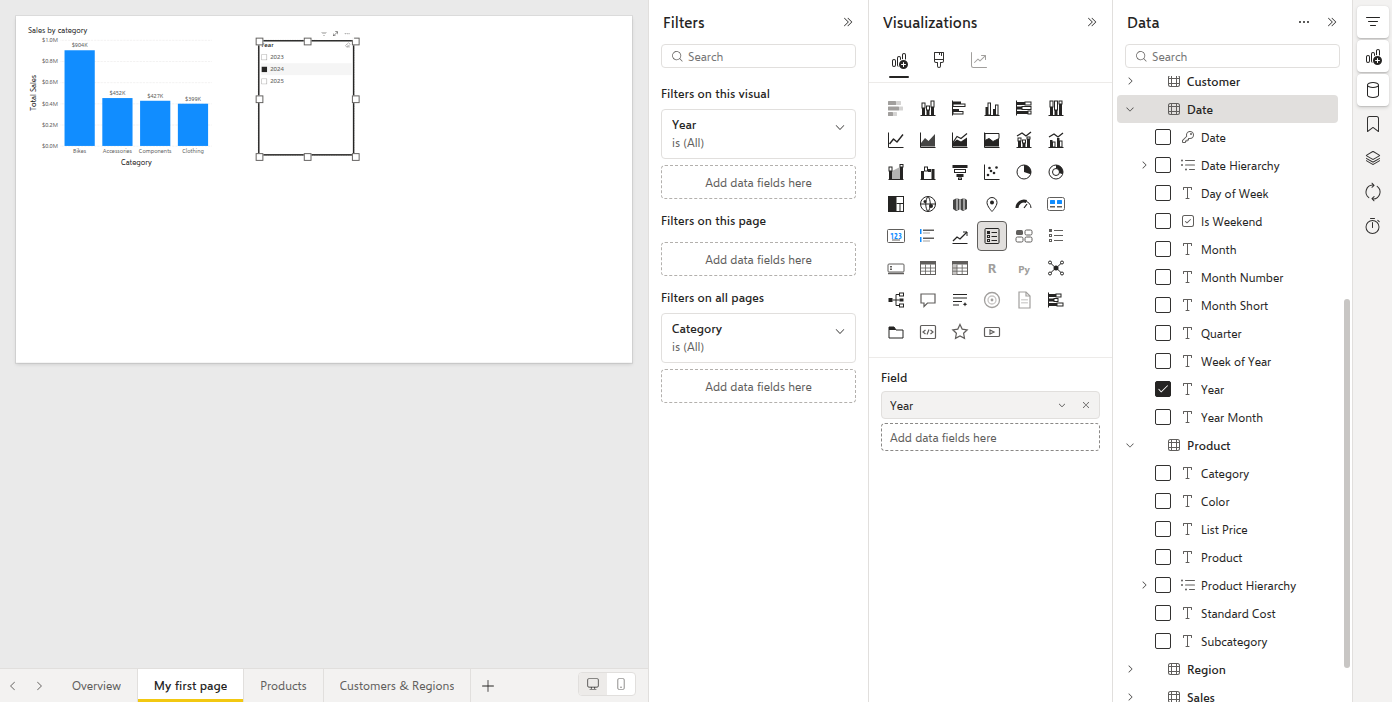 Sales by category
$1.0M
$0.8M
$0.6M
$0.4M
$0.2M
$0.0M
Total Sales
$904K
$452K
$427K
$399K
Bikes
Accessories
Components
Clothing
Category
Year
2023
2024
2025
Filters
Search
Filters on this visual
Year
is (All)
Add data fields here
Filters on this page
Add data fields here
Filters on all pages
Category
is (All)
Add data fields here
Visualizations
123
R
Py
Field
Year
Add data fields here
Data
Search
Customer
Date
Date
Date Hierarchy
Day of Week
Is Weekend
Month
Month Number
Month Short
Quarter
Week of Year
Year
Year Month
Product
Category
Color
List Price
Product
Product Hierarchy
Standard Cost
Subcategory
Region
Sales
Overview
My first page
Products
Customers & Regions